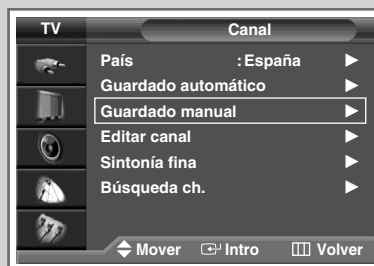 TV Canal
País : España
Guardado automático
Guardado manual
Editar canal
Sintonía fina
Búsqueda ch.
Mover Intro Volver